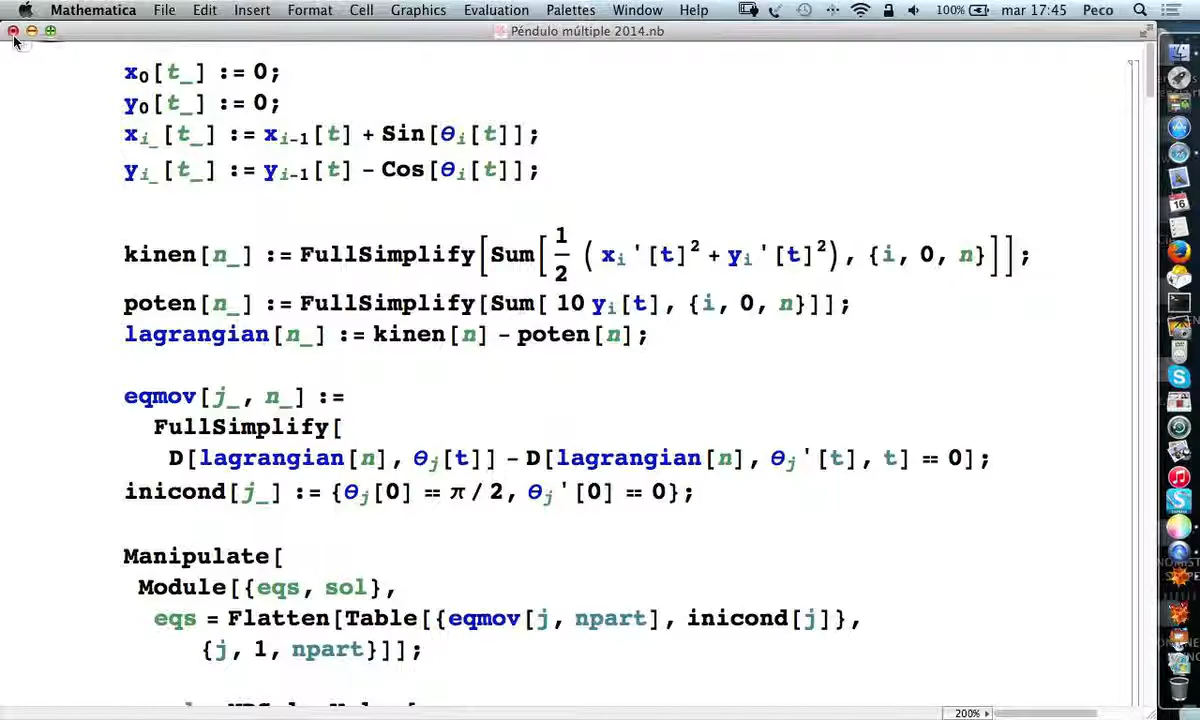 Mathematica File Edit Insert Format Cell Graphics Evaluation Palettes Window Help 100% mar 17:45 Peco
Péndulo múltiple 2014.nb
x₀[t_] := 0;
y₀[t_] := 0;
xᵢ_[t_] := xᵢ₋₁[t] + Sin[θᵢ[t]];
yᵢ_[t_] := yᵢ₋₁[t] - Cos[θᵢ[t]];
kinen[n_] := FullSimplify[Sum[1/2 (xᵢ'[t]² + yᵢ'[t]²), {i, 0, n}]];
poten[n_] := FullSimplify[Sum[ 10 yᵢ[t], {i, 0, n}]];
lagrangian[n_] := kinen[n] - poten[n];
eqmov[j_, n_] :=
FullSimplify[
D[lagrangian[n], θⱼ[t]] - D[lagrangian[n], θⱼ'[t], t] == 0];
inicond[j_] := {θⱼ[0] == π / 2, θⱼ'[0] == 0};
Manipulate[
Module[{eqs, sol},
eqs = Flatten[Table[{eqmov[j, npart], inicond[j]},
{j, 1, npart}]];
200%